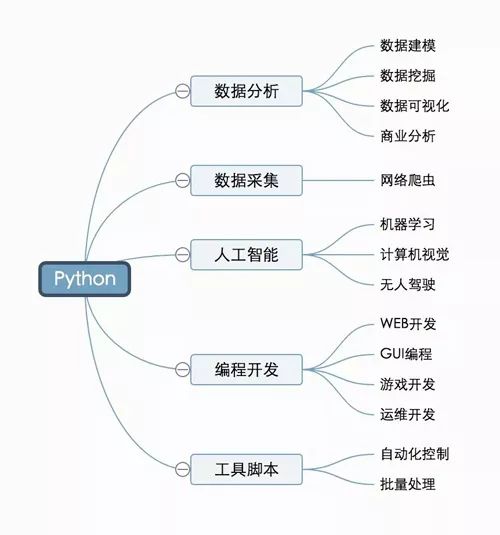 数据建模
数据挖掘
数据分析
数据可视化
商业分析
数据采集
网络爬虫
机器学习
人工智能
计算机视觉
无人驾驶
Python
WEB开发
GUI编程
编程开发
游戏开发
运维开发
自动化控制
工具脚本
批量处理